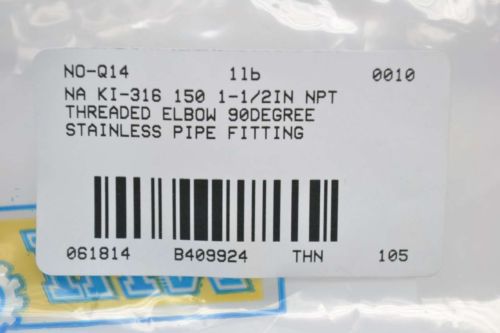 NO-Q14 1lb 0010
NA KI-316 150 1-1/2IN NPT
THREADED ELBOW 90DEGREE
STAINLESS PIPE FITTING
061814 B409924 THN 105